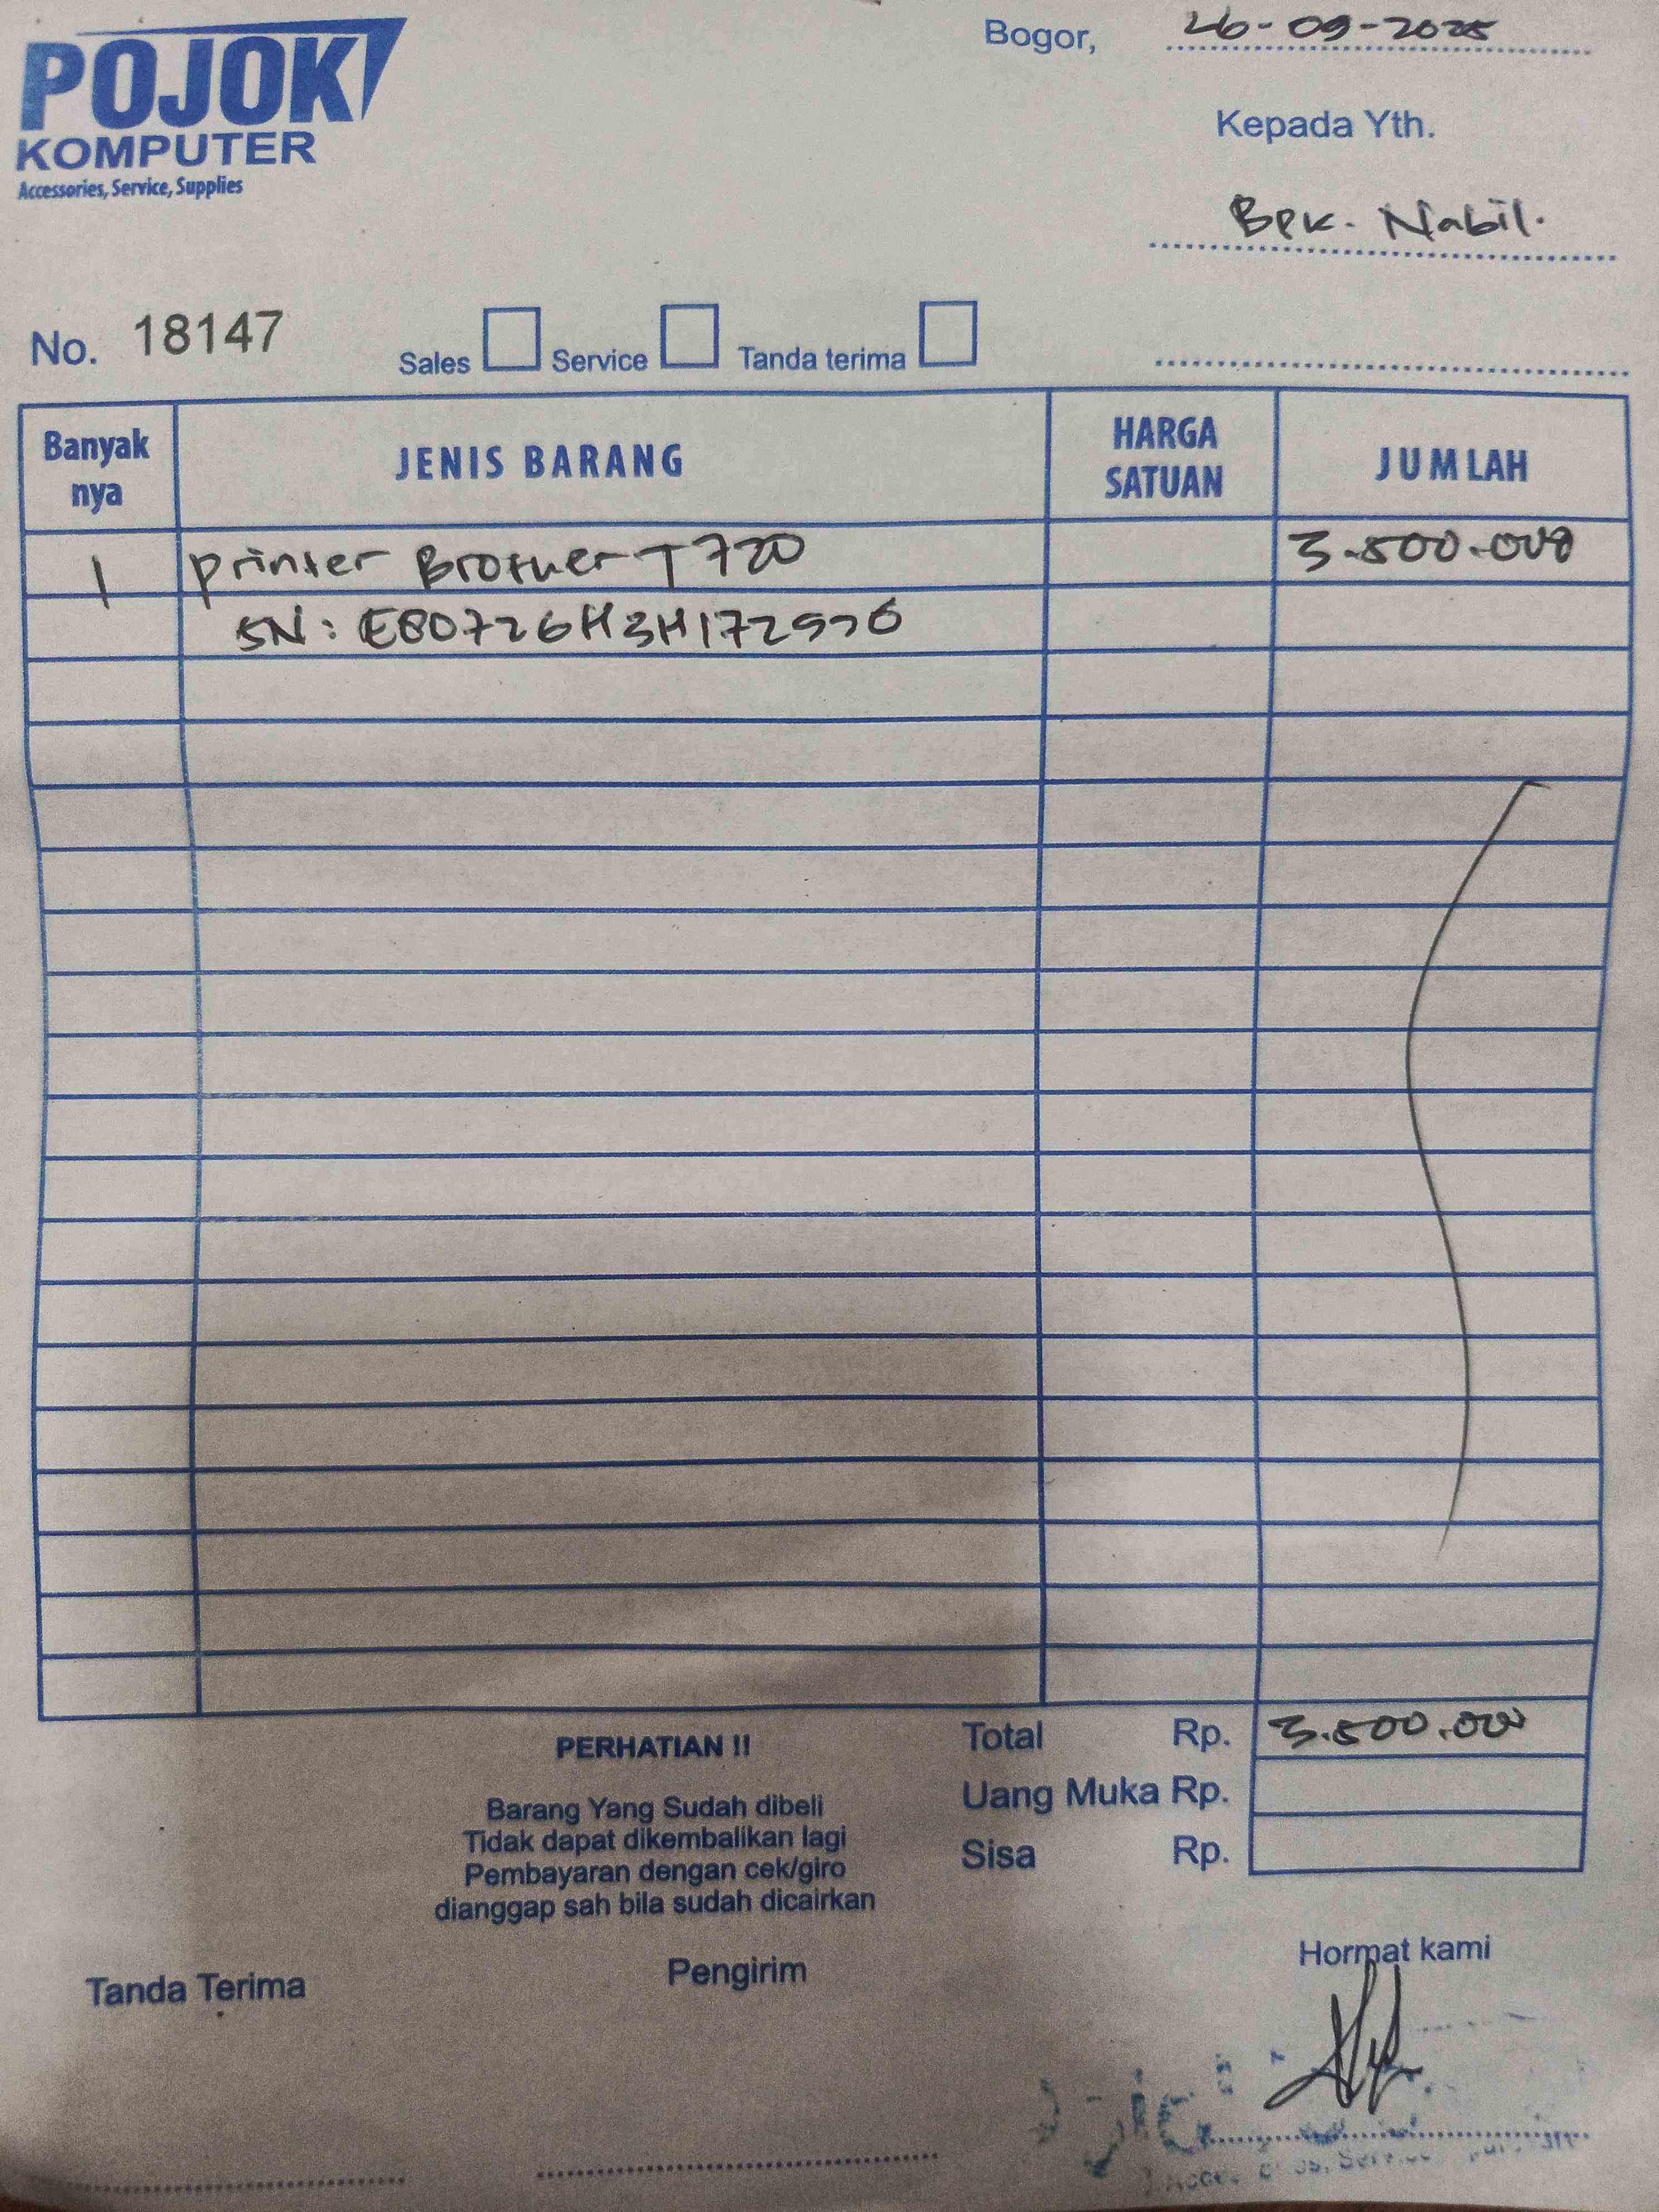 POJOK
KOMPUTER
Accessories, Service, Supplies
Bogor, 26-09-2025
Kepada Yth.
Bpk. Nabil.
No. 18147
Sales Service Tanda terima
Banyak nya JENIS BARANG HARGA SATUAN JUMLAH
1 Printer Brother T720 3.500.000
SN: E80726H3H172
PERHATIAN !!
Barang Yang Sudah dibeli
Tidak dapat dikembalikan lagi
Pembayaran dengan cek/giro
dianggap sah bila sudah dicairkan
Total Rp. 3.500.000
Uang Muka Rp.
Sisa Rp.
Tanda Terima
Pengirim
Hormat kami